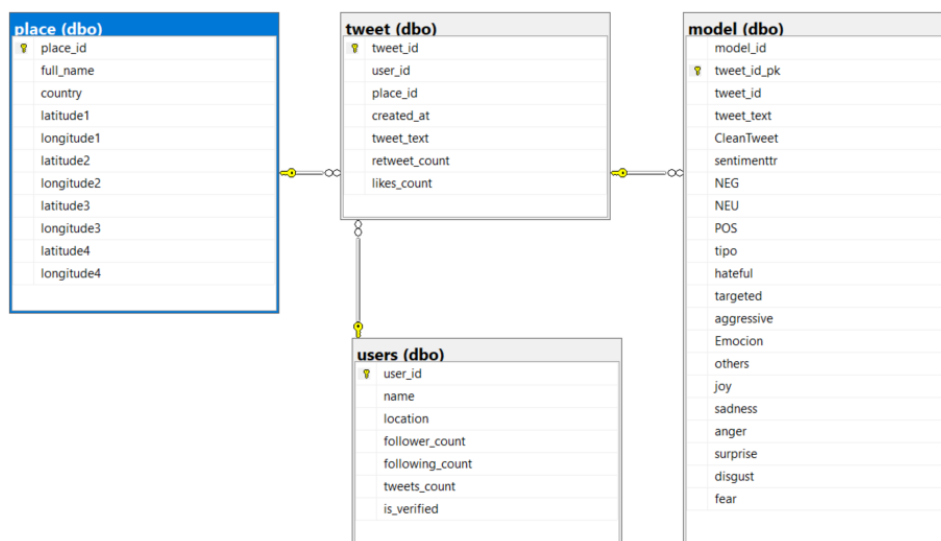 place (dbo)
place_id
full_name
country
latitude1
longitude1
latitude2
longitude2
latitude3
longitude3
latitude4
longitude4
tweet (dbo)
tweet_id
user_id
place_id
created_at
tweet_text
retweet_count
likes_count
users (dbo)
user_id
name
location
follower_count
following_count
tweets_count
is_verified
model (dbo)
model_id
tweet_id_pk
tweet_id
tweet_text
CleanTweet
sentimenttr
NEG
NEU
POS
tipo
hateful
targeted
aggressive
Emocion
others
joy
sadness
anger
surprise
disgust
fear